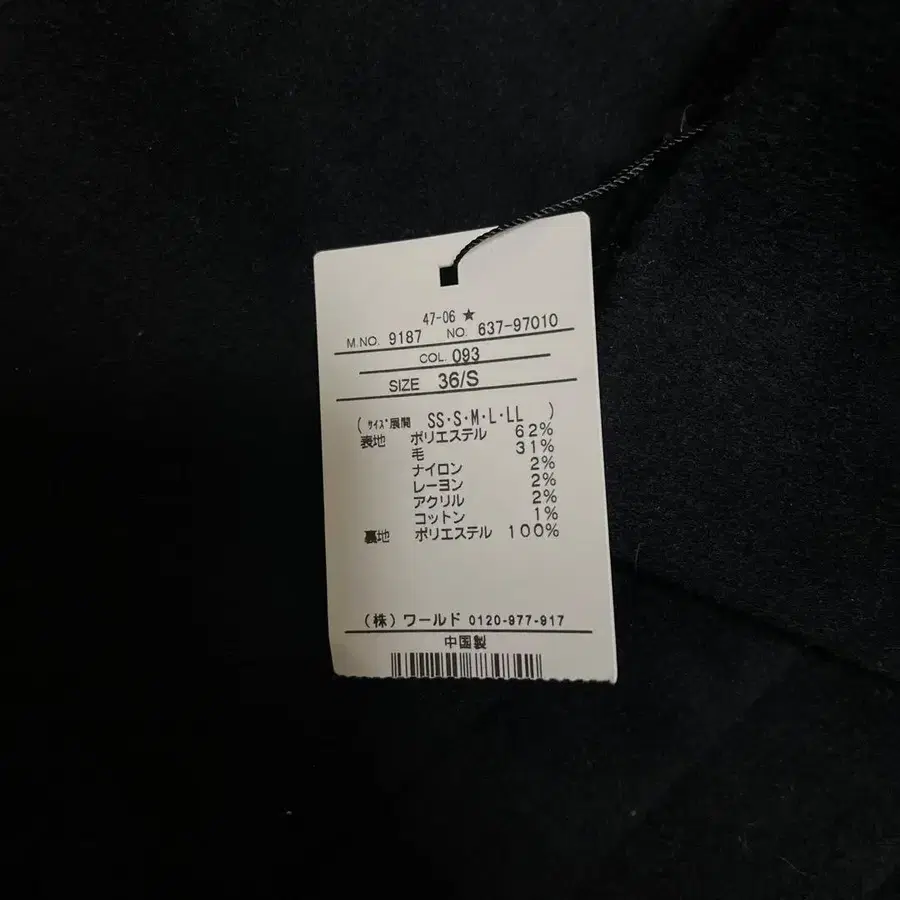 47-06 ★
M.NO. 9187 NO. 637-97010
COL. 093
SIZE 36/S
( ｻｲｽﾞ展開 SS・S・M・L・LL )
表地 ポリエステル 62%
毛 31%
ナイロン 2%
レーヨン 2%
アクリル 2%
コットン 1%
裏地 ポリエステル 100%
(株) ワールド 0120-977-917
中国製